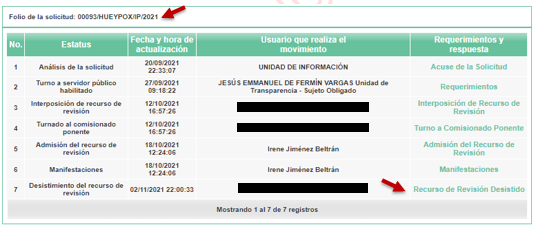 Folio de la solicitud: 00093/HUEYPOX/IP/2021
No. Estatus Fecha y hora de actualización Usuario que realiza el movimiento Requerimientos y respuesta
1 Análisis de la Solicitud 20/09/2021 22:33:07 UNIDAD DE INFORMACIÓN Acuse de la Solicitud
2 Turno a servidor público habilitado 27/09/2021 09:18:22 JESÚS EMMANUEL DE FERMÍN VARGAS Unidad de Transparencia - Sujeto Obligado Requerimientos
3 Interposición de recurso de revisión 12/10/2021 16:57:26 Interposición de Recurso de Revisión
4 Turnado al comisionado ponente 12/10/2021 16:57:26 Turno a Comisionado Ponente
5 Admisión del recurso de revisión 18/10/2021 12:24:06 Irene Jiménez Beltrán Admisión del Recurso de Revisión
6 Manifestaciones 18/10/2021 12:24:06 Irene Jiménez Beltrán Manifestaciones
7 Desistimiento del recurso de revisión 02/11/2021 22:00:33 Recurso de Revisión Desistido
Mostrando 1 al 7 de 7 registros